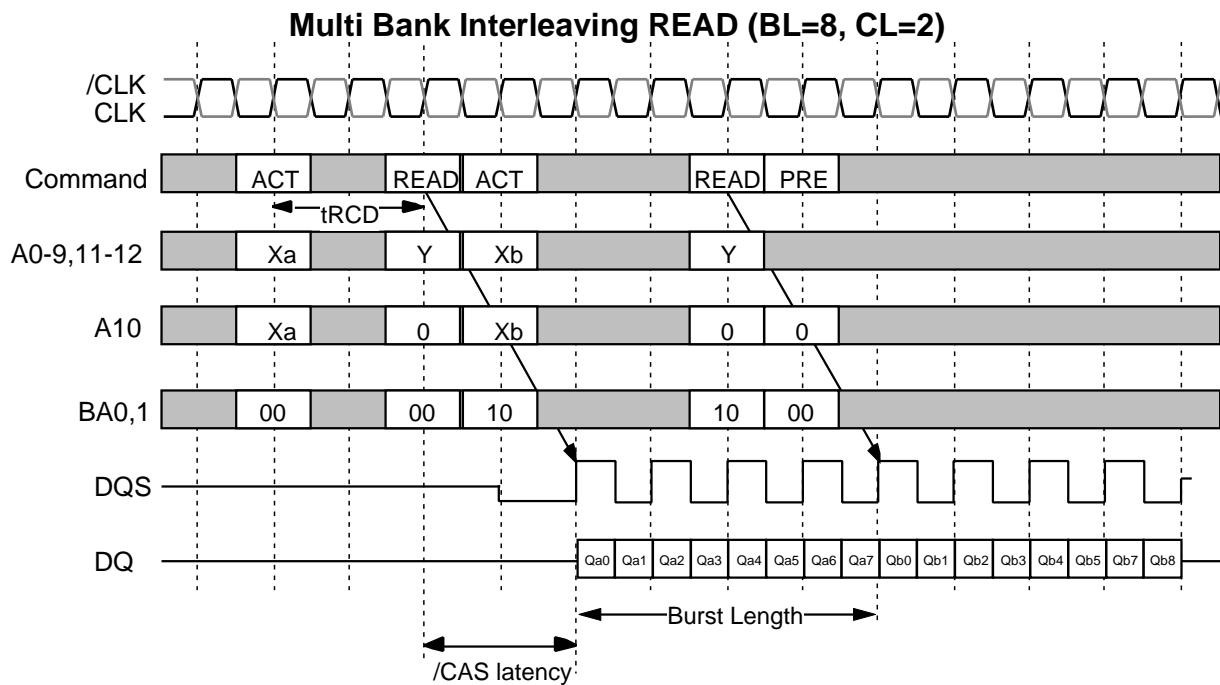 Multi Bank Interleaving READ (BL=8, CL=2)
/CLK
CLK
Command ACT READ ACT READ PRE
tRCD
A0-9,11-12 Xa Y Xb Y
A10 Xa 0 Xb 0 0
BA0,1 00 00 10 10 00
DQS
DQ Qa0 Qa1 Qa2 Qa3 Qa4 Qa5 Qa6 Qa7 Qb0 Qb1 Qb2 Qb3 Qb4 Qb5 Qb7 Qb8
Burst Length
/CAS latency